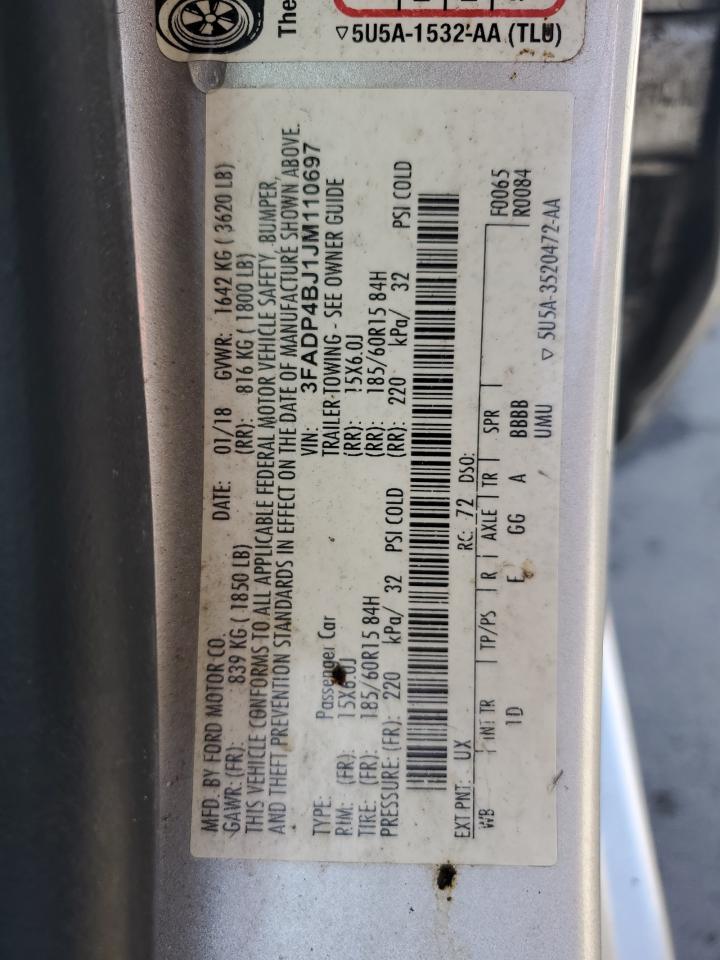 The
▽5U5A-1532-AA (TLU)
MFD. BY FORD MOTOR CO. DATE: 01/18 GVWR: 1642 KG ( 3620 LB)
GAWR: (FR): 839 KG ( 1850 LB) (RR): 816 KG ( 1800 LB)
THIS VEHICLE CONFORMS TO ALL APPLICABLE FEDERAL MOTOR VEHICLE SAFETY, BUMPER,
AND THEFT PREVENTION STANDARDS IN EFFECT ON THE DATE OF MANUFACTURE SHOWN ABOVE.
VIN: 3FADP4BJ1JM110697
TYPE: Passenger Car TRAILER-TOWING - SEE OWNER GUIDE
RIM: (FR): 15X6.0J (RR): 15X6.0J
TIRE: (FR): 185/60R15 84H (RR): 185/60R15 84H
PRESSURE: (FR): 220 kPa/ 32 PSI COLD (RR): 220 kPa/ 32 PSI COLD
EXT PNT: UX RC: 72 DSO: F0065
WB INT TR TP/PS R AXLE TR SPR R0084
1D E GG A BBBB
UMU
▽ 5U5A-3520472-AA